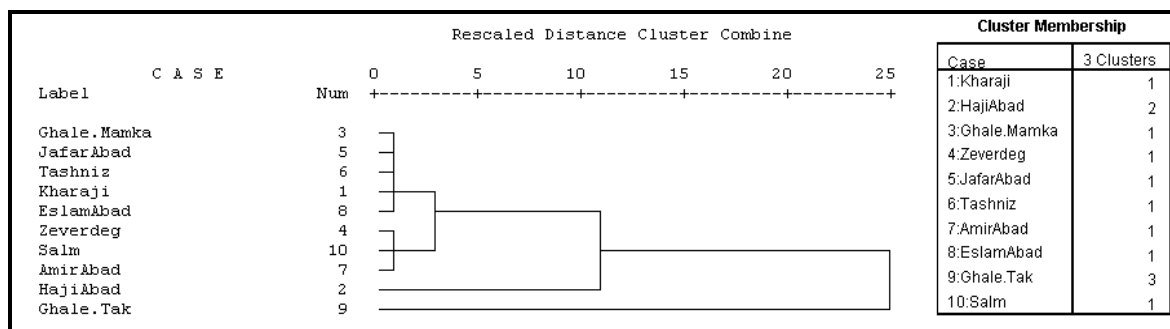 Rescaled Distance Cluster Combine
C A S E 0 5 10 15 20 25
Label Num +---------+---------+---------+---------+---------+
Ghale.Mamka 3
JafarAbad 5
Tashniz 6
Kharaji 1
EslamAbad 8
Zeverdeg 4
Salm 10
AmirAbad 7
HajiAbad 2
Ghale.Tak 9
Cluster Membership
Case 3 Clusters
1:Kharaji 1
2:HajiAbad 2
3:Ghale.Mamka 1
4:Zeverdeg 1
5:JafarAbad 1
6:Tashniz 1
7:AmirAbad 1
8:EslamAbad 1
9:Ghale.Tak 3
10:Salm 1